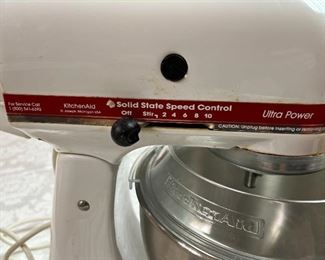 For Service Call
1 (800) 541-6390
KitchenAid
St. Joseph, Michigan USA
Solid State Speed Control
Off Stir 2 4 6 8 10
Ultra Power
CAUTION: Unplug before inserting or removing
KITCHENAID